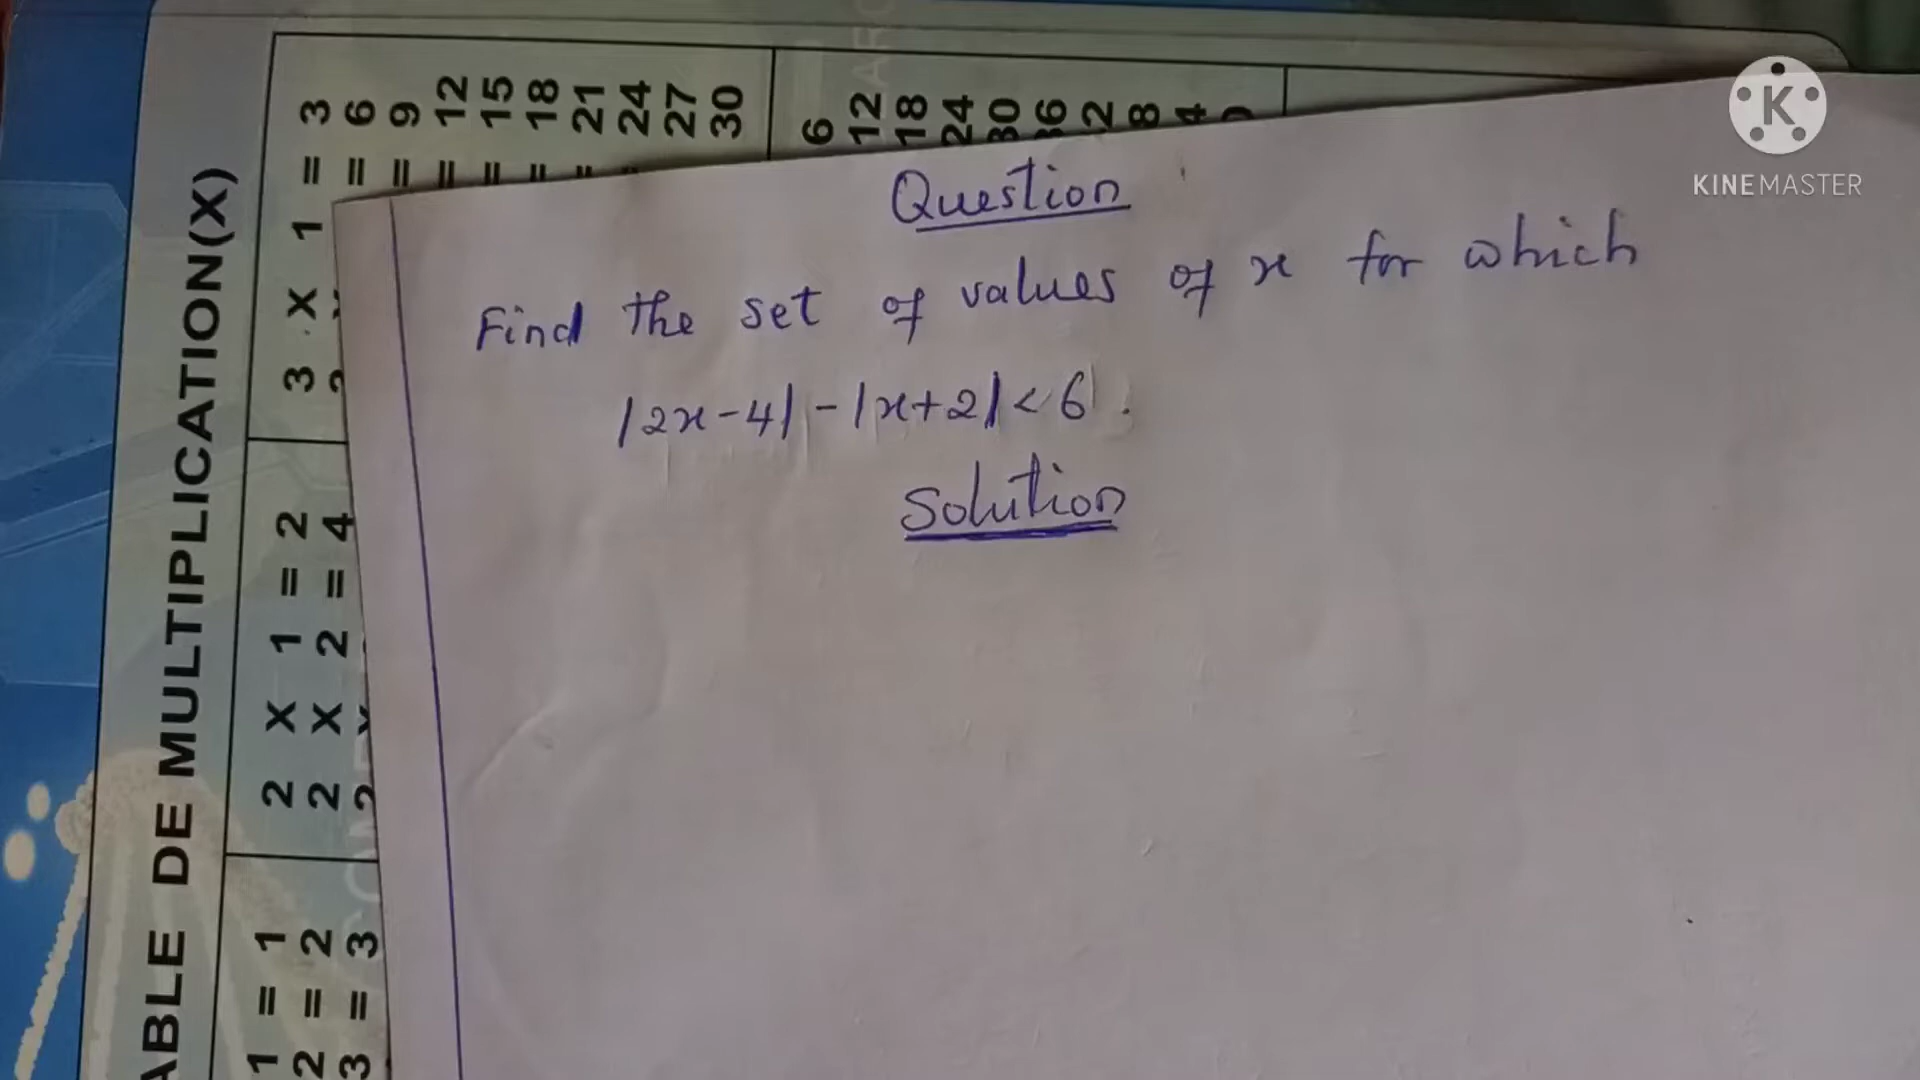 Question
Find the set of values of x for which
|2x-4| - |x+2| < 6.
Solution
KINEMASTER
K
ABLE DE MULTIPLICATION(X)
1 = 1
2 = 2
3 = 3
2 X 1 = 2
2 X 2 = 4
3 X 1 = 3
= 6
= 9
= 12
= 15
= 18
= 21
24
27
30
6
12
18
24